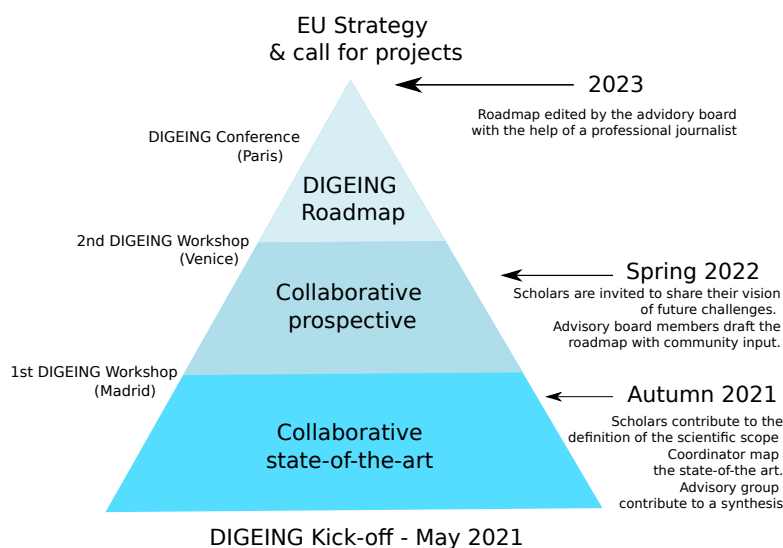 EU Strategy
& call for projects
2023
Roadmap edited by the advidory board
with the help of a professional journalist
DIGEING Conference
(Paris)
DIGEING
Roadmap
2nd DIGEING Workshop
(Venice)
Spring 2022
Scholars are invited to share their vision
of future challenges.
Advisory board members draft the
roadmap with community input.
Collaborative
prospective
1st DIGEING Workshop
(Madrid)
Autumn 2021
Scholars contribute to the
definition of the scientific scope
Coordinator map
the state-of-the art.
Advisory group
contribute to a synthesis
Collaborative
state-of-the-art
DIGEING Kick-off - May 2021